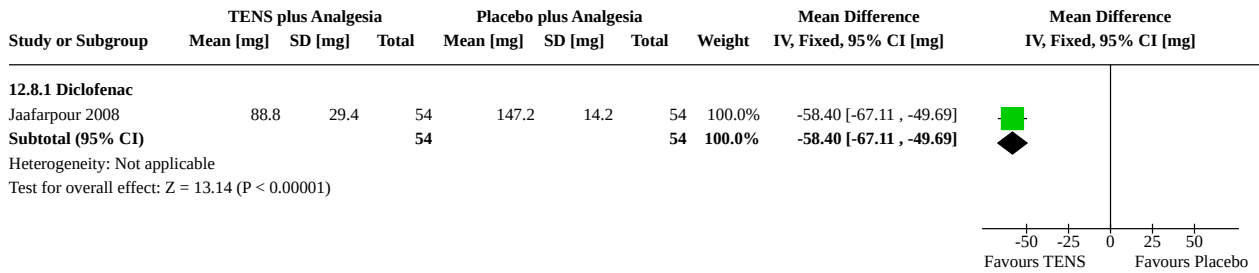 TENS plus Analgesia Placebo plus Analgesia Mean Difference Mean Difference
Study or Subgroup Mean [mg] SD [mg] Total Mean [mg] SD [mg] Total Weight IV, Fixed, 95% CI [mg] IV, Fixed, 95% CI [mg]
12.8.1 Diclofenac
Jaafarpour 2008 88.8 29.4 54 147.2 14.2 54 100.0% -58.40 [-67.11 , -49.69]
Subtotal (95% CI) 54 54 100.0% -58.40 [-67.11 , -49.69]
Heterogeneity: Not applicable
Test for overall effect: Z = 13.14 (P < 0.00001)
-50 -25 0 25 50
Favours TENS Favours Placebo